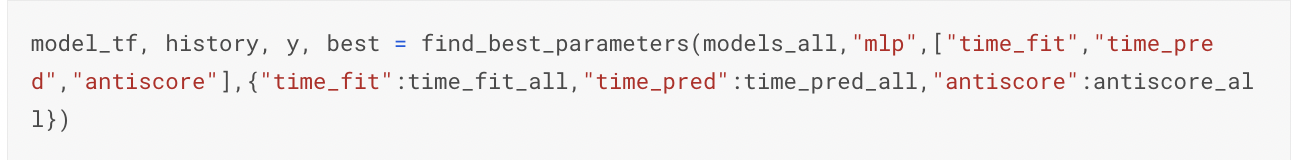 model_tf, history, y, best = find_best_parameters(models_all,"mlp",["time_fit","time_pre
d","antiscore"],{"time_fit":time_fit_all,"time_pred":time_pred_all,"antiscore":antiscore_al
l})